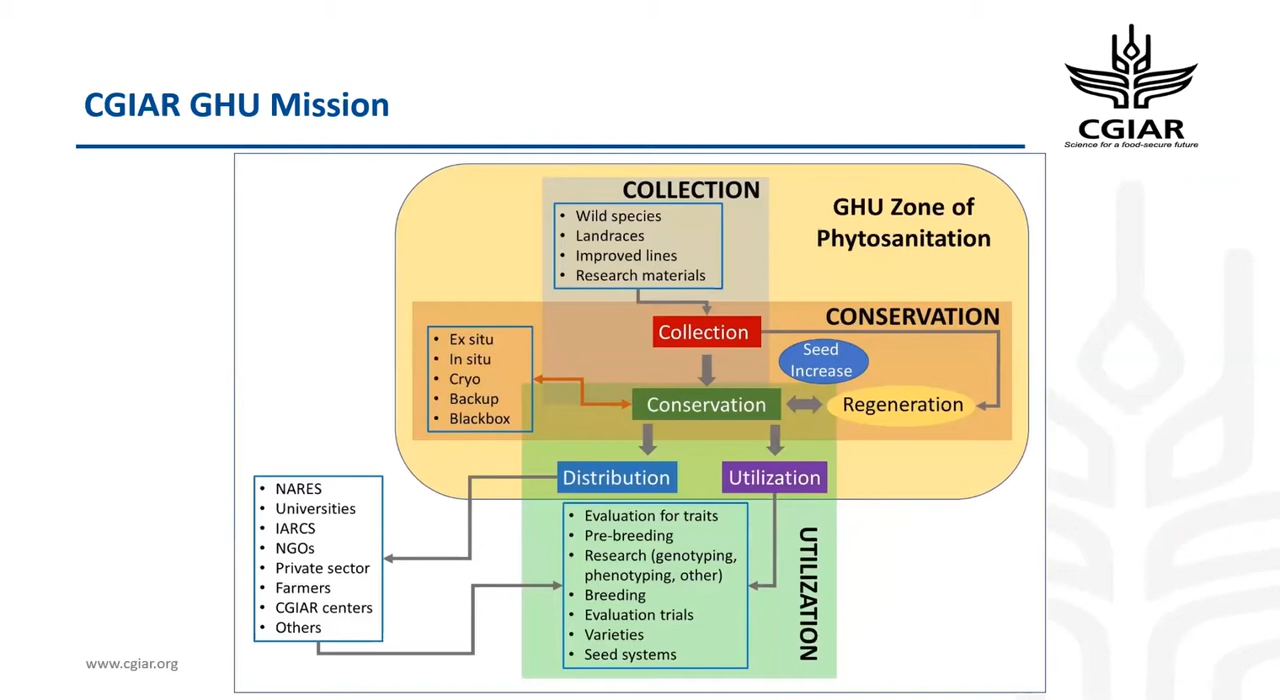 CGIAR GHU Mission
CGIAR
Science for a food-secure future
COLLECTION
• Wild species
• Landraces
• Improved lines
• Research materials
GHU Zone of
Phytosanitation
CONSERVATION
Collection
Seed
Increase
• Ex situ
• In situ
• Cryo
• Backup
• Blackbox
Conservation
Regeneration
Distribution
Utilization
• NARES
• Universities
• IARCS
• NGOs
• Private sector
• Farmers
• CGIAR centers
• Others
• Evaluation for traits
• Pre-breeding
• Research (genotyping,
phenotyping, other)
• Breeding
• Evaluation trials
• Varieties
• Seed systems
UTILIZATION
www.cgiar.org